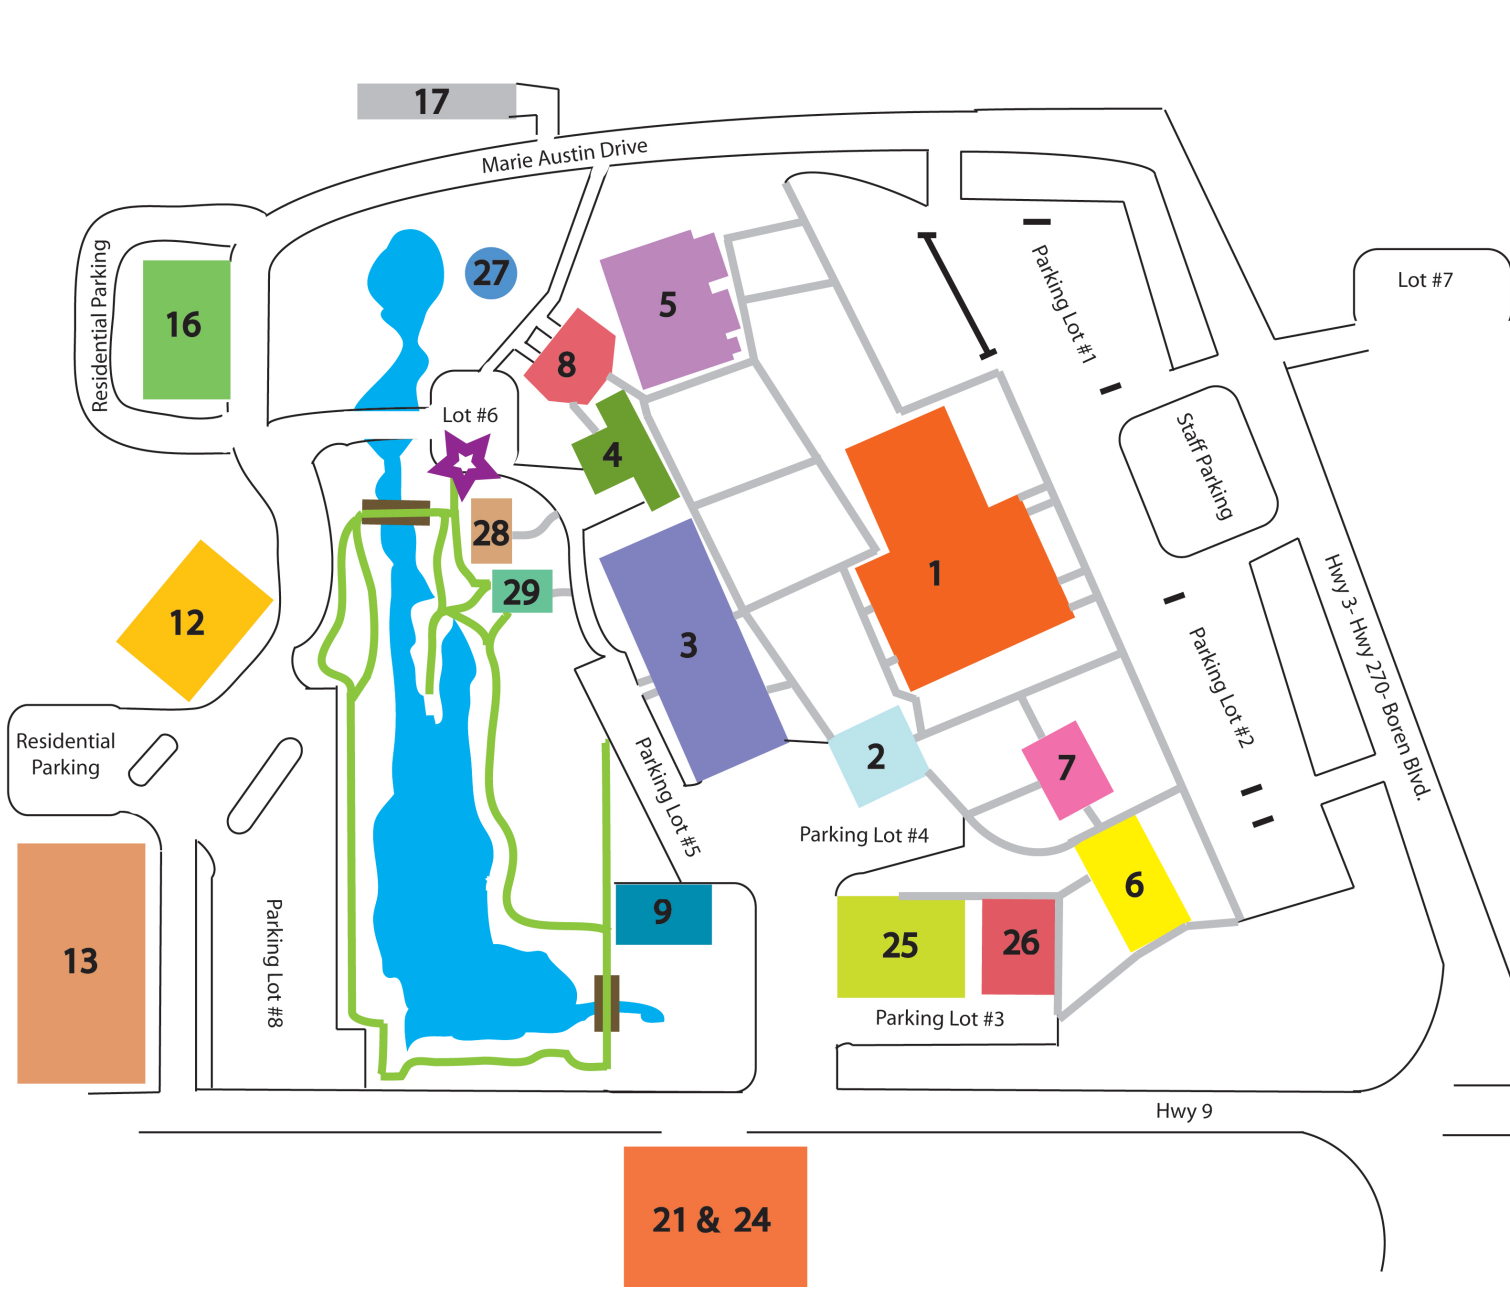 17
Marie Austin Drive
Residential Parking
16
27
5
8
Lot #6
4
Parking Lot #1
Lot #7
Staff Parking
28
29
12
3
1
Hwy 3- Hwy 270- Boren Blvd.
Parking Lot #2
Residential
Parking
2
7
Parking Lot #5
Parking Lot #4
6
9
13
Parking Lot #8
25
26
Parking Lot #3
Hwy 9
21 & 24